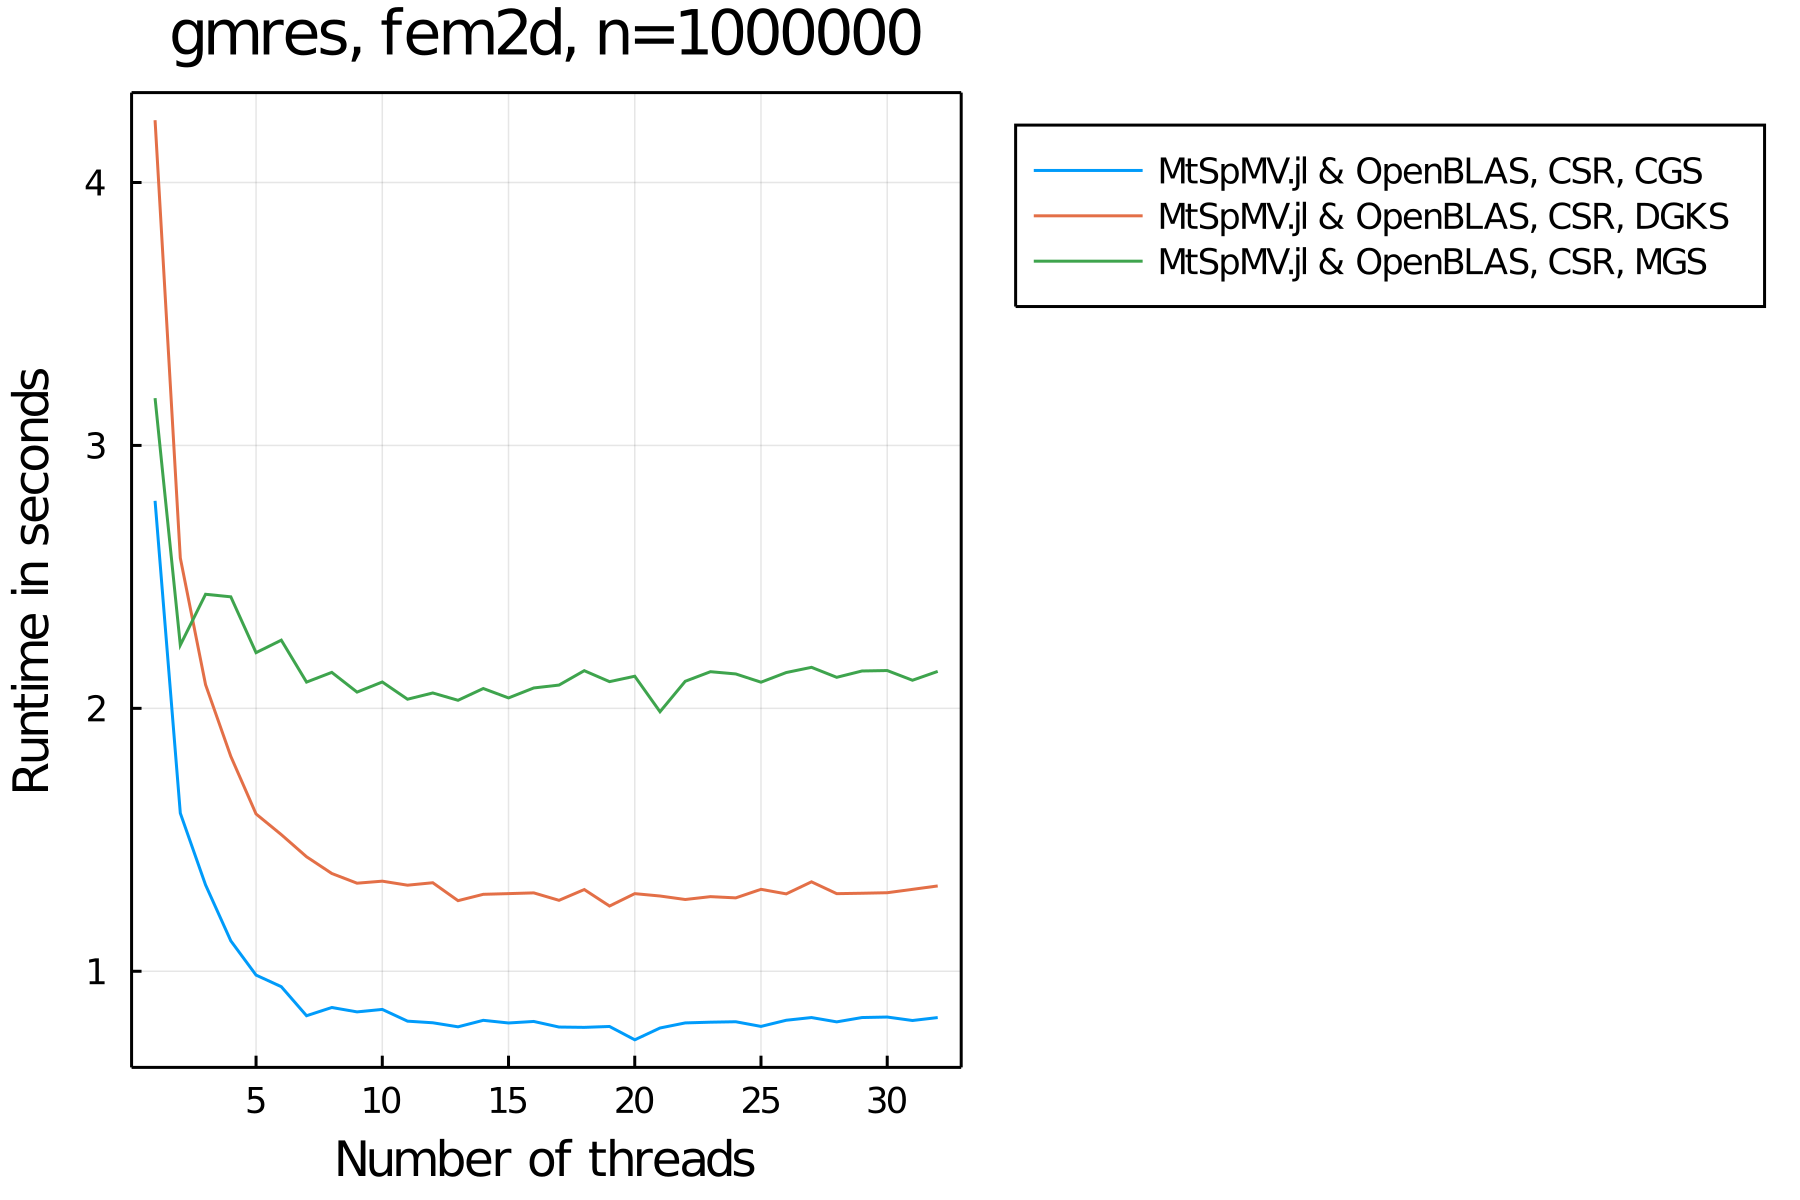 gmres, fem2d, n=1000000
MtSpMV.jl & OpenBLAS, CSR, CGS
MtSpMV.jl & OpenBLAS, CSR, DGKS
MtSpMV.jl & OpenBLAS, CSR, MGS
Runtime in seconds
4
3
2
1
5 10 15 20 25 30
Number of threads